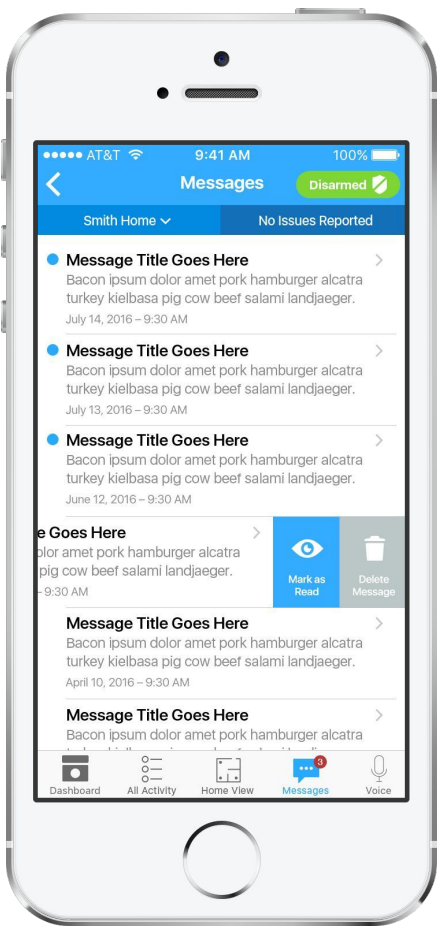 AT&T 9:41 AM 100%
Messages Disarmed
Smith Home No Issues Reported
Message Title Goes Here
Bacon ipsum dolor amet pork hamburger alcatra
turkey kielbasa pig cow beef salami landjaeger.
July 14, 2016 – 9:30 AM
Message Title Goes Here
Bacon ipsum dolor amet pork hamburger alcatra
turkey kielbasa pig cow beef salami landjaeger.
July 13, 2016 – 9:30 AM
Message Title Goes Here
Bacon ipsum dolor amet pork hamburger alcatra
turkey kielbasa pig cow beef salami landjaeger.
June 12, 2016 – 9:30 AM
e Goes Here
olor amet pork hamburger alcatra
pig cow beef salami landjaeger.
– 9:30 AM
Mark as
Read
Delete
Message
Message Title Goes Here
Bacon ipsum dolor amet pork hamburger alcatra
turkey kielbasa pig cow beef salami landjaeger.
April 10, 2016 – 9:30 AM
Message Title Goes Here
Bacon ipsum dolor amet pork hamburger alcatra
3
Dashboard All Activity Home View Messages Voice